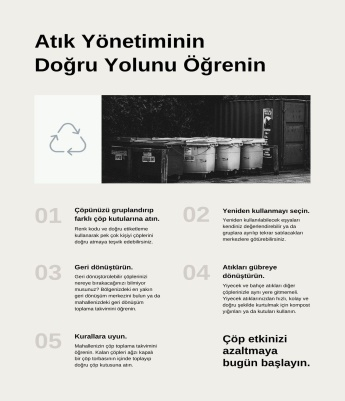 Atık Yönetiminin
Doğru Yolunu Öğrenin
01
Çöpünüzü gruplandırıp
farklı çöp kutularına atın.
Renk kodu ve doğru etiketleme
kullanarak pek çok kişiyi çöplerini
doğru atmaya teşvik edebilirsiniz.
02
Yeniden kullanmayı seçin.
Yeniden kullanılabilecek eşyaları
kendiniz değerlendirebilir ya da
gruplara ayrılıp tekrar satılacakları
merkezlere götürebilirsiniz.
03
Geri dönüştürün.
Geri dönüştürülebilir çöplerinizi
nereye bırakacağınızı bilmiyor
musunuz? Bölgenizdeki en yakın
geri dönüşüm merkezini bulun ya da
mahallenizdeki geri dönüşüm
toplama takvimini öğrenin.
04
Atıkları gübreye
dönüştürün.
Yiyecek ve bahçe atıkları diğer
çöplerinizle aynı yere gitmemeli.
Yiyecek atıklarınızdan hızlı, kolay ve
doğru şekilde kurtulmak için kompost
yığınları ya da kutuları kullanın.
05
Kurallara uyun.
Mahallenizin çöp toplama takvimini
öğrenin. Kalan çöpleri ağzı kapalı
bir çöp torbasının içinde toplayıp
doğru çöp kutusuna atın.
Çöp etkinizi
azaltmaya
bugün başlayın.